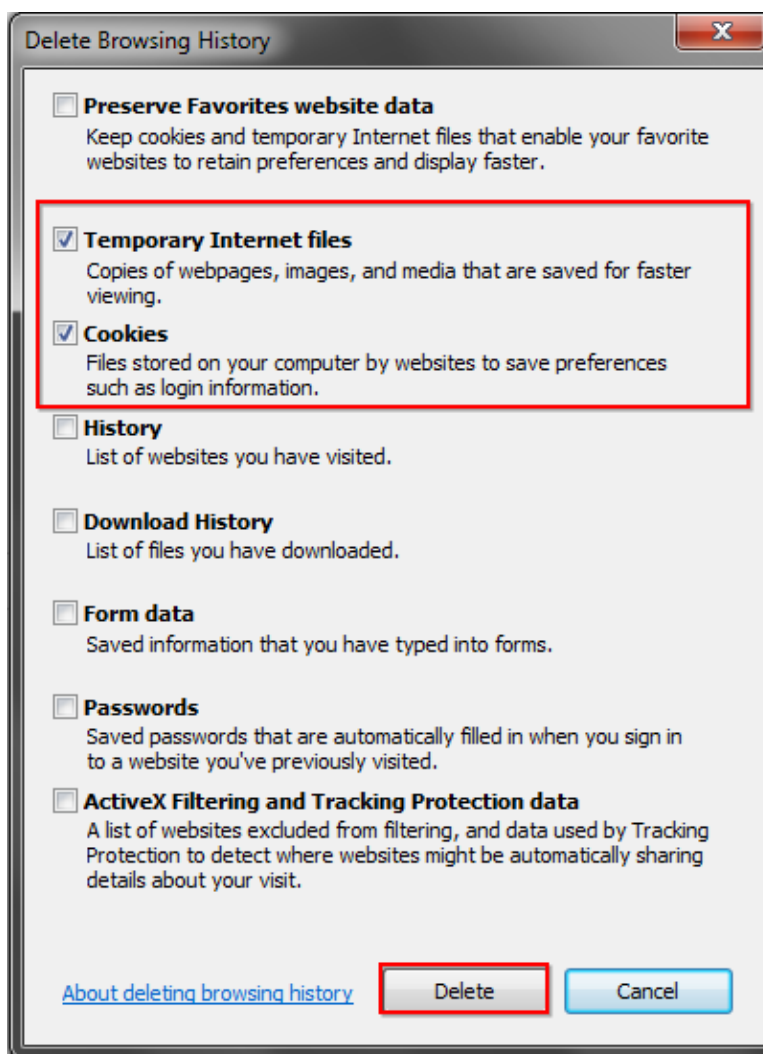 Delete Browsing History
Preserve Favorites website data
Keep cookies and temporary Internet files that enable your favorite
websites to retain preferences and display faster.
Temporary Internet files
Copies of webpages, images, and media that are saved for faster
viewing.
Cookies
Files stored on your computer by websites to save preferences
such as login information.
History
List of websites you have visited.
Download History
List of files you have downloaded.
Form data
Saved information that you have typed into forms.
Passwords
Saved passwords that are automatically filled in when you sign in
to a website you've previously visited.
ActiveX Filtering and Tracking Protection data
A list of websites excluded from filtering, and data used by Tracking
Protection to detect where websites might be automatically sharing
details about your visit.
About deleting browsing history
Delete
Cancel